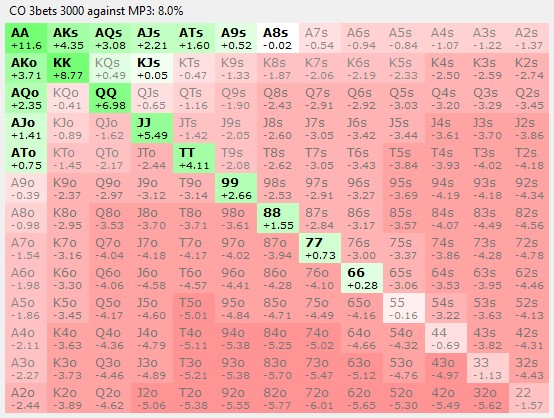 CO 3bets 3000 against MP3: 8.0%
AA AKs AQs AJs ATs A9s A8s A7s A6s A5s A4s A3s A2s
+11.6 +4.35 +3.08 +2.21 +1.60 +0.52 -0.02 -0.54 -0.94 -0.84 -1.07 -1.22 -1.37
AKo KK KQs KJs KTs K9s K8s K7s K6s K5s K4s K3s K2s
+3.71 +8.77 +0.49 +0.05 -0.47 -1.33 -1.87 -2.06 -2.19 -2.33 -2.50 -2.59 -2.74
AQo KQo QQ QJs QTs Q9s Q8s Q7s Q6s Q5s Q4s Q3s Q2s
+2.35 -0.41 +6.98 -0.65 -1.16 -1.90 -2.43 -2.91 -2.92 -3.03 -3.20 -3.29 -3.45
AJo KJo QJo JJ JTs J9s J8s J7s J6s J5s J4s J3s J2s
+1.41 -0.89 -1.62 +5.49 -1.42 -2.05 -2.60 -3.05 -3.42 -3.44 -3.61 -3.70 -3.86
ATo KTo QTo JTo TT T9s T8s T7s T6s T5s T4s T3s T2s
+0.75 -1.45 -2.17 -2.44 +4.11 -2.08 -2.62 -3.05 -3.43 -3.84 -3.93 -4.02 -4.18
A9o K9o Q9o J9o T9o 99 98s 97s 96s 95s 94s 93s 92s
-0.39 -2.37 -2.97 -3.12 -3.14 +2.66 -2.53 -2.91 -3.27 -3.69 -4.19 -4.18 -4.34
A8o K8o Q8o J8o T8o 98o 88 87s 86s 85s 84s 83s 82s
-0.98 -2.95 -3.53 -3.70 -3.71 -3.61 +1.55 -2.84 -3.17 -3.57 -4.07 -4.49 -4.56
A7o K7o Q7o J7o T7o 97o 87o 77 76s 75s 74s 73s 72s
-1.54 -3.16 -4.04 -4.18 -4.17 -4.02 -3.94 +0.73 -3.00 -3.37 -3.86 -4.28 -4.78
A6o K6o Q6o J6o T6o 96o 86o 76o 66 65s 64s 63s 62s
-1.98 -3.30 -4.06 -4.58 -4.57 -4.41 -4.28 -4.10 +0.28 -3.06 -3.53 -3.95 -4.46
A5o K5o Q5o J5o T5o 95o 85o 75o 65o 55 54s 53s 52s
-1.86 -3.45 -4.17 -4.60 -5.01 -4.84 -4.71 -4.49 -4.16 -0.16 -3.22 -3.63 -4.13
A4o K4o Q4o J4o T4o 94o 84o 74o 64o 54o 44 43s 42s
-2.11 -3.63 -4.36 -4.79 -5.11 -5.38 -5.25 -5.02 -4.66 -4.32 -0.69 -3.82 -4.31
A3o K3o Q3o J3o T3o 93o 83o 73o 63o 53o 43o 33 32s
-2.27 -3.73 -4.46 -4.89 -5.21 -5.38 -5.70 -5.47 -5.12 -4.76 -4.97 -1.13 -4.43
A2o K2o Q2o J2o T2o 92o 82o 72o 62o 52o 42o 32o 22
-2.44 -3.89 -4.62 -5.06 -5.38 -5.55 -5.77 -6.01 -5.65 -5.30 -5.49 -5.62 -1.57